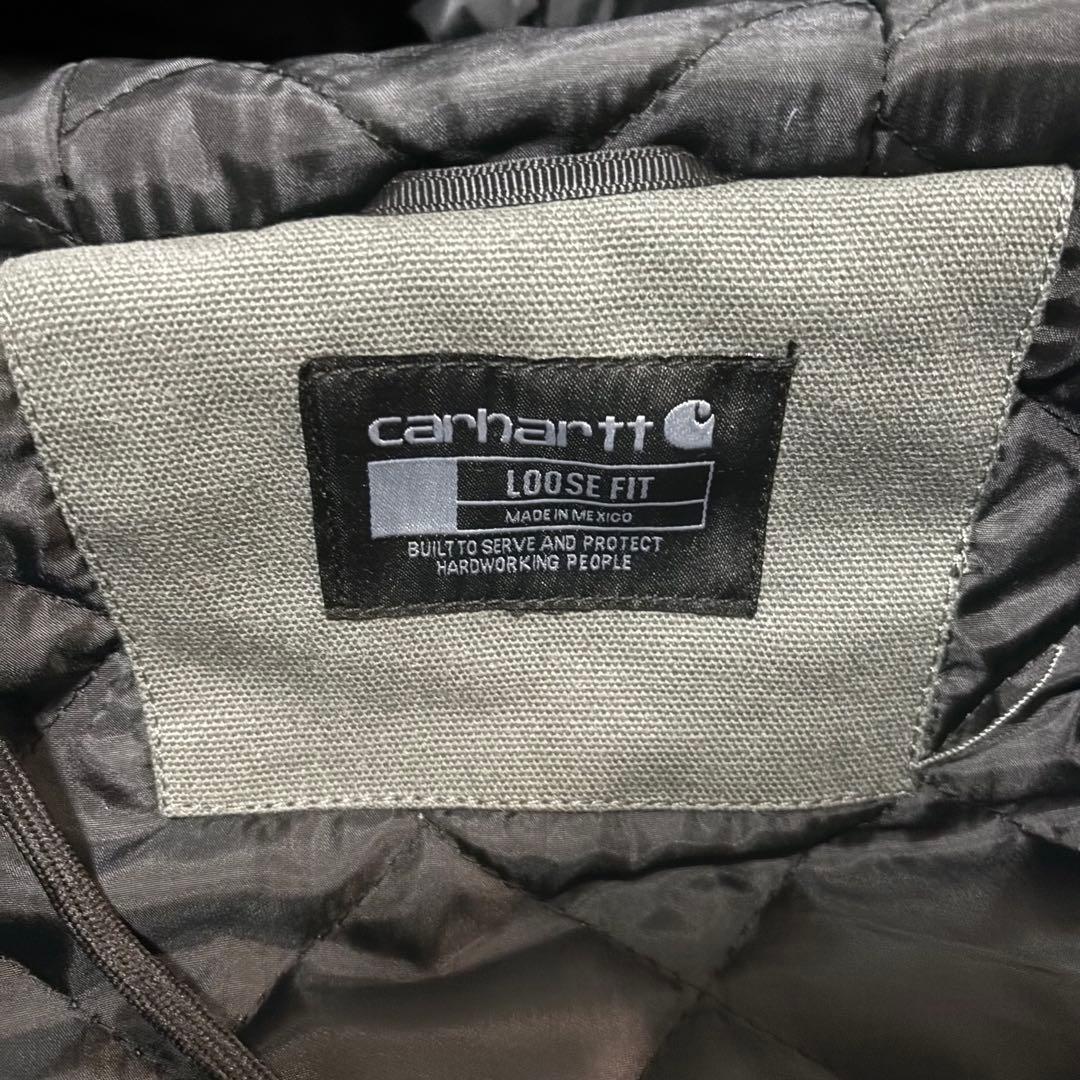 carhartt
LOOSE FIT
MADE IN MEXICO
BUILT TO SERVE AND PROTECT
HARDWORKING PEOPLE